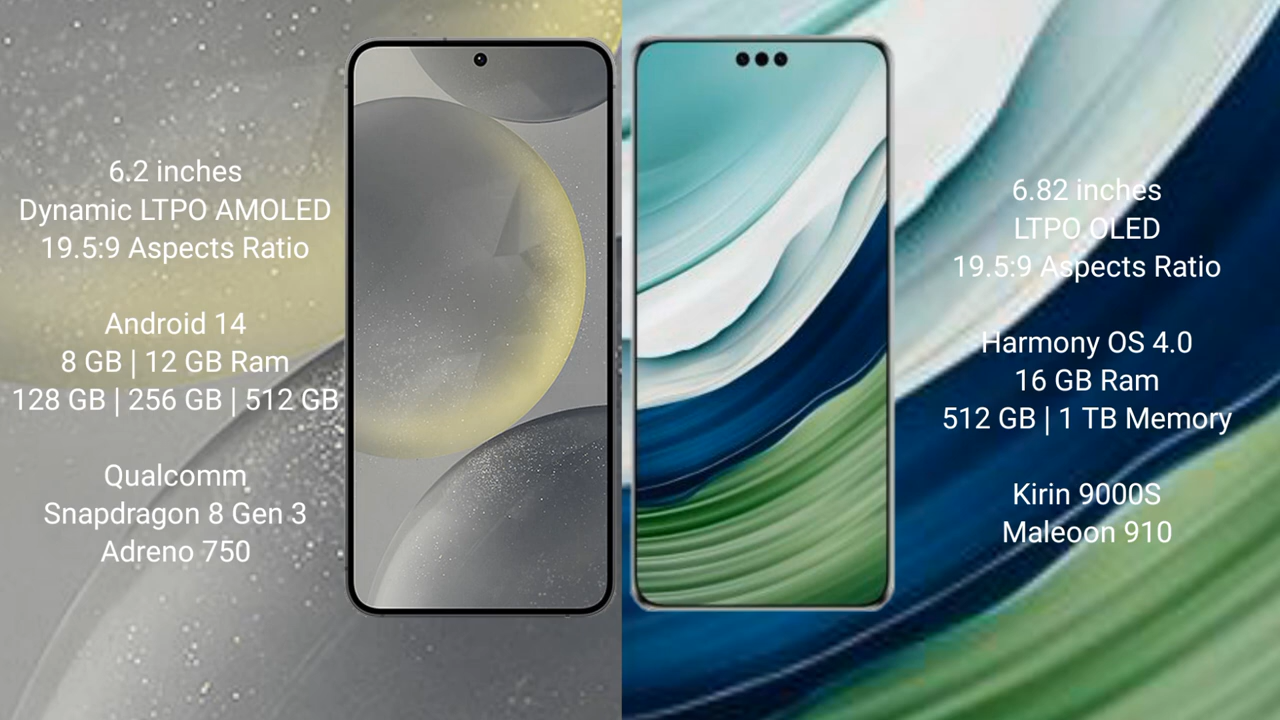 6.2 inches
Dynamic LTPO AMOLED
19.5:9 Aspects Ratio
Android 14
8 GB | 12 GB Ram
128 GB | 256 GB | 512 GB
Qualcomm
Snapdragon 8 Gen 3
Adreno 750
6.82 inches
LTPO OLED
19.5:9 Aspects Ratio
Harmony OS 4.0
16 GB Ram
512 GB | 1 TB Memory
Kirin 9000S
Maleoon 910